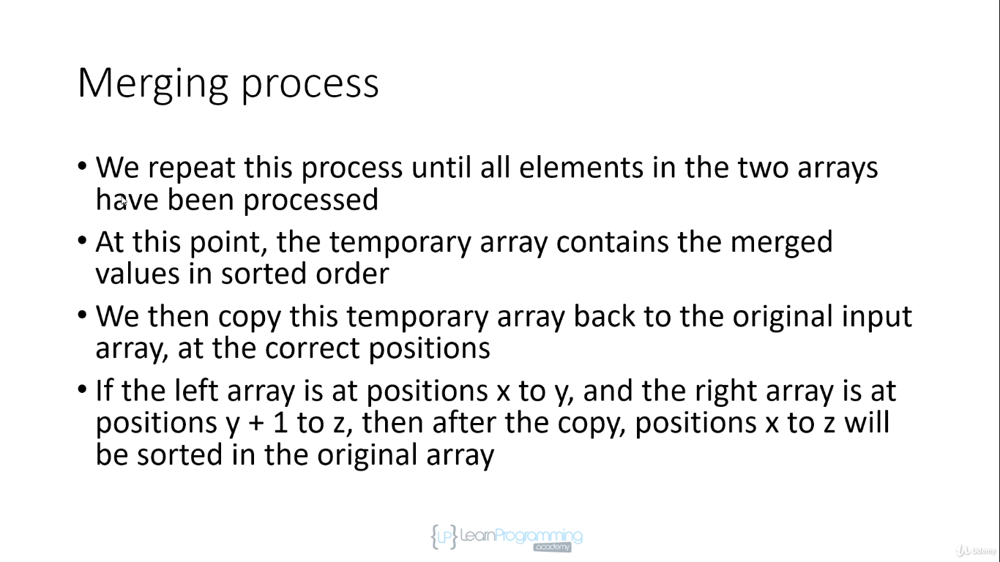 Merging process
• We repeat this process until all elements in the two arrays
have been processed
• At this point, the temporary array contains the merged
values in sorted order
• We then copy this temporary array back to the original input
array, at the correct positions
• If the left array is at positions x to y, and the right array is at
positions y + 1 to z, then after the copy, positions x to z will
be sorted in the original array
{LP} LearnProgramming
.academy
Udemy